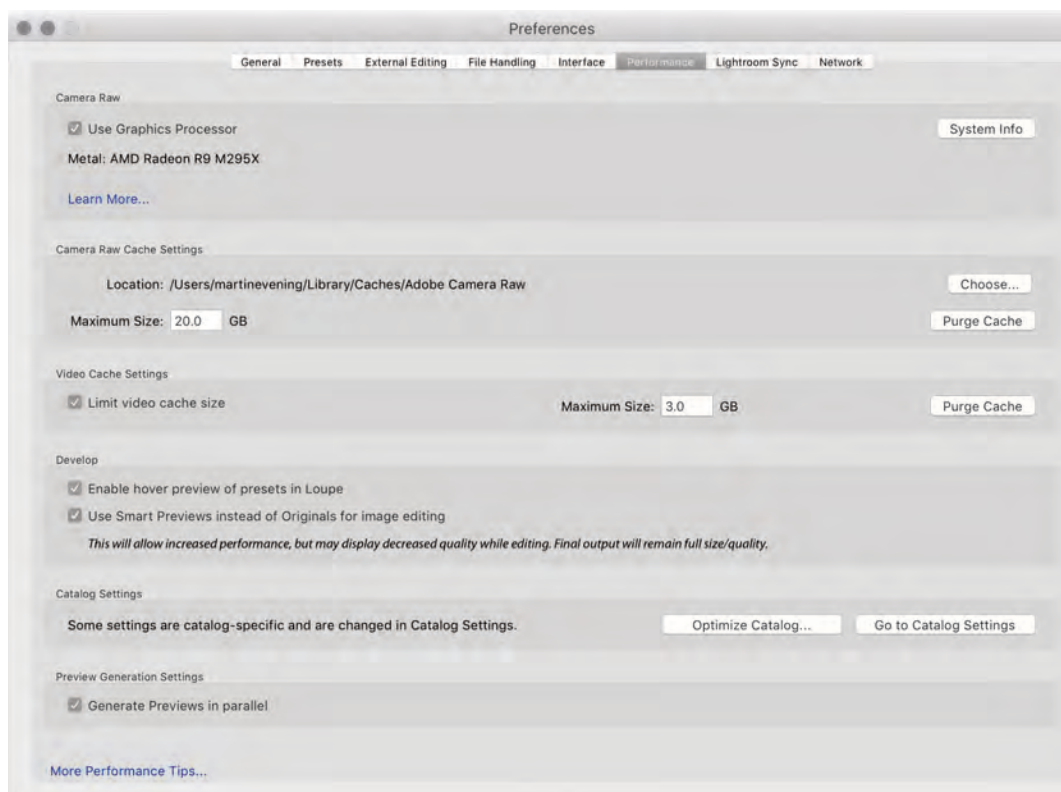 Preferences
General Presets External Editing File Handling Interface Performance Lightroom Sync Network
Camera Raw
Use Graphics Processor
System Info
Metal: AMD Radeon R9 M295X
Learn More...
Camera Raw Cache Settings
Location: /Users/martinevening/Library/Caches/Adobe Camera Raw
Choose...
Maximum Size: 20.0 GB
Purge Cache
Video Cache Settings
Limit video cache size
Maximum Size: 3.0 GB
Purge Cache
Develop
Enable hover preview of presets in Loupe
Use Smart Previews instead of Originals for image editing
This will allow increased performance, but may display decreased quality while editing. Final output will remain full size/quality.
Catalog Settings
Some settings are catalog-specific and are changed in Catalog Settings.
Optimize Catalog...
Go to Catalog Settings
Preview Generation Settings
Generate Previews in parallel
More Performance Tips...